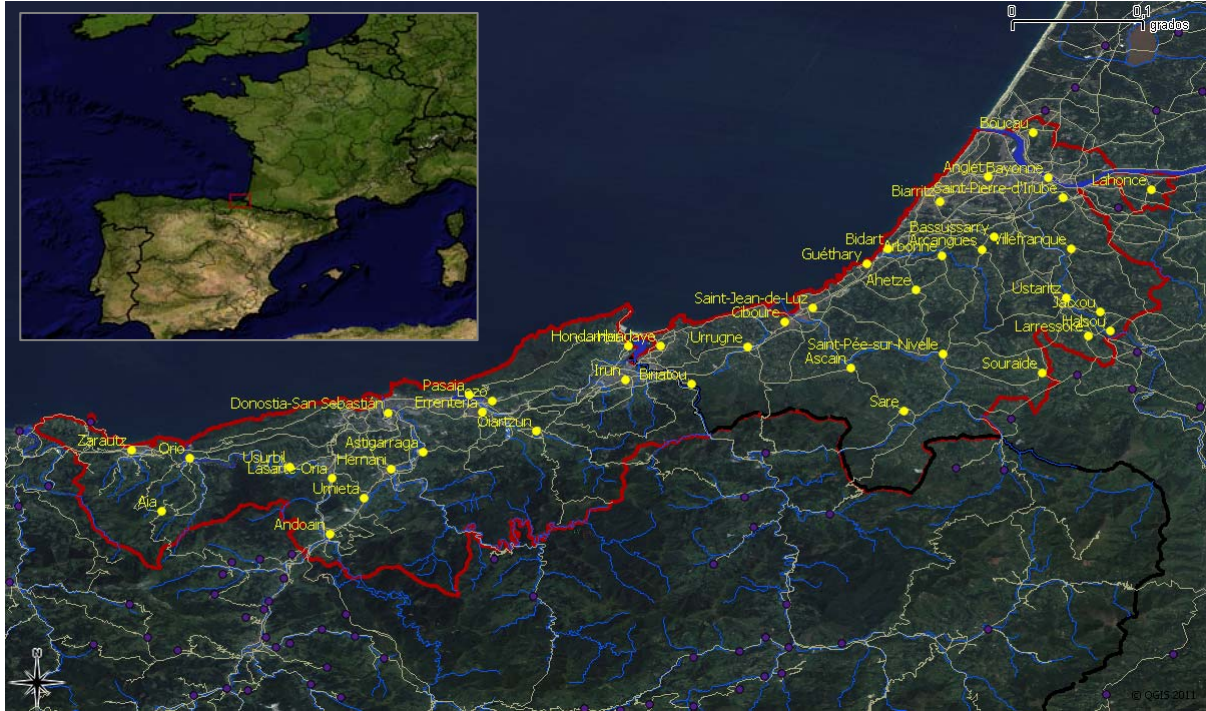 0 0,1
grados
Boucau
Anglet Bayonne
Lahonce
Biarritz Saint-Pierre-d'Irube
Bassussarry
Bidart Arbonne Arcangues Villefranque
Guéthary
Ahetze
Ustaritz
Saint-Jean-de-Luz
Jatxou
Ciboure
Halsou
Larressore
Hondarribia Hendaye
Urrugne
Saint-Pée-sur-Nivelle
Ascain
Souraide
Irun
Biriatou
Pasaia
Lezo
Errenteria
Sare
Donostia-San Sebastián
Oiartzun
Zarautz
Orio
Astigarraga
Usurbil
Hernani
Lasarte-Oria
Urnieta
Aia
Andoain
N
© QGIS 2011